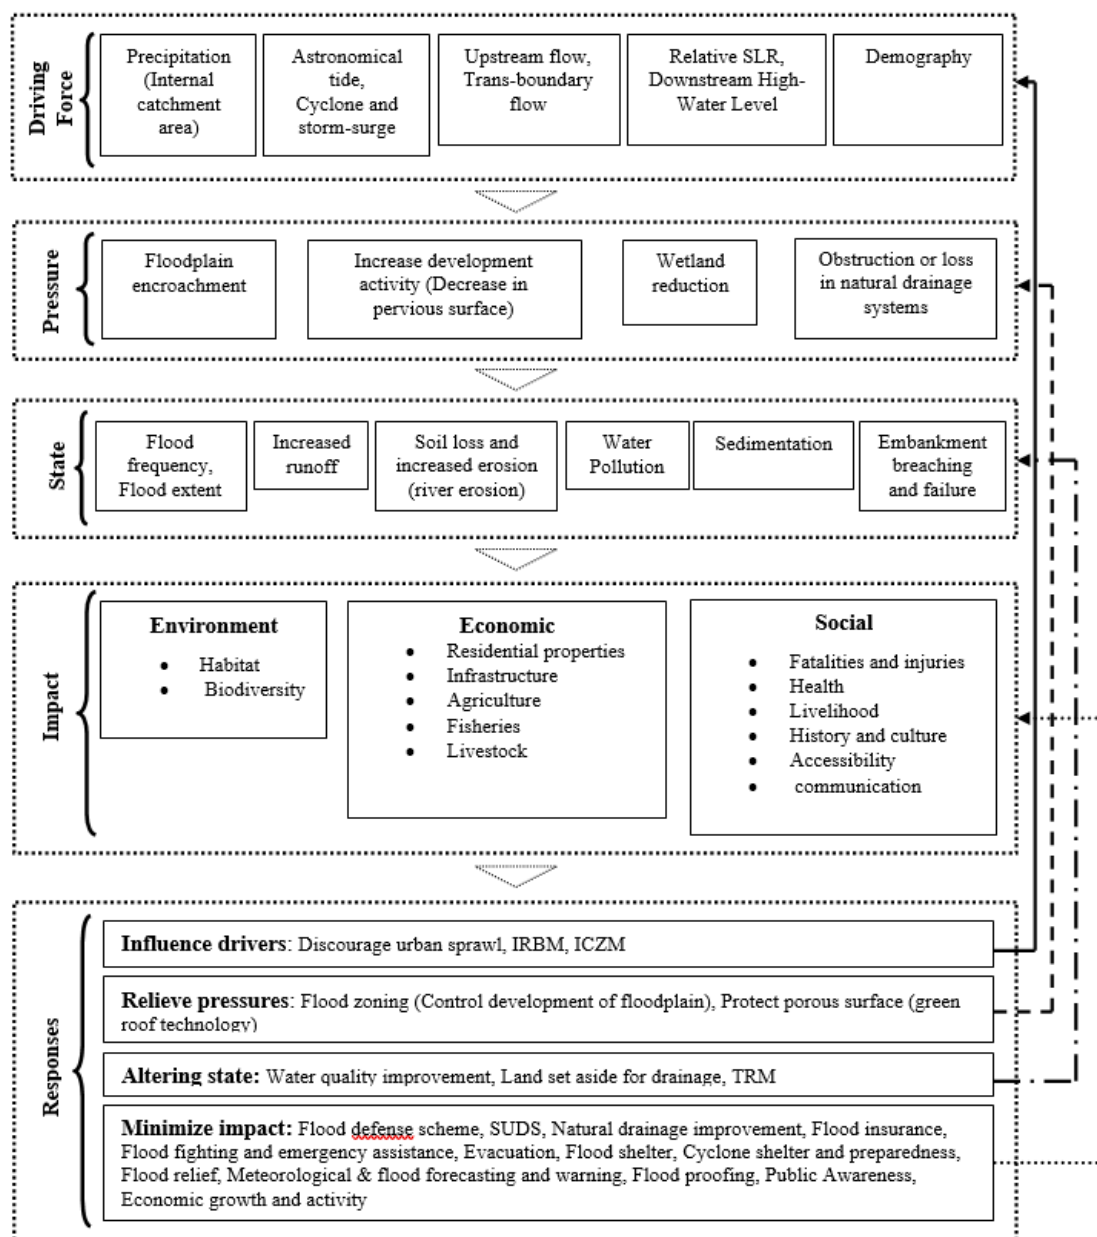 Driving
Force
Precipitation
(Internal
catchment
area)
Astronomical
tide,
Cyclone and
storm-surge
Upstream flow,
Trans-boundary
flow
Relative SLR,
Downstream High-
Water Level
Demography
Pressure
Floodplain
encroachment
Increase development
activity (Decrease in
pervious surface)
Wetland
reduction
Obstruction or loss
in natural drainage
systems
State
Flood
frequency,
Flood extent
Increased
runoff
Soil loss and
increased erosion
(river erosion)
Water
Pollution
Sedimentation
Embankment
breaching
and failure
Impact
Environment
• Habitat
• Biodiversity
Economic
• Residential properties
• Infrastructure
• Agriculture
• Fisheries
• Livestock
Social
• Fatalities and injuries
• Health
• Livelihood
• History and culture
• Accessibility
• communication
Responses
Influence drivers: Discourage urban sprawl, IRBM, ICZM
Relieve pressures: Flood zoning (Control development of floodplain), Protect porous surface (green
roof technology)
Altering state: Water quality improvement, Land set aside for drainage, TRM
Minimize impact: Flood defense scheme, SUDS, Natural drainage improvement, Flood insurance,
Flood fighting and emergency assistance, Evacuation, Flood shelter, Cyclone shelter and preparedness,
Flood relief, Meteorological & flood forecasting and warning, Flood proofing, Public Awareness,
Economic growth and activity